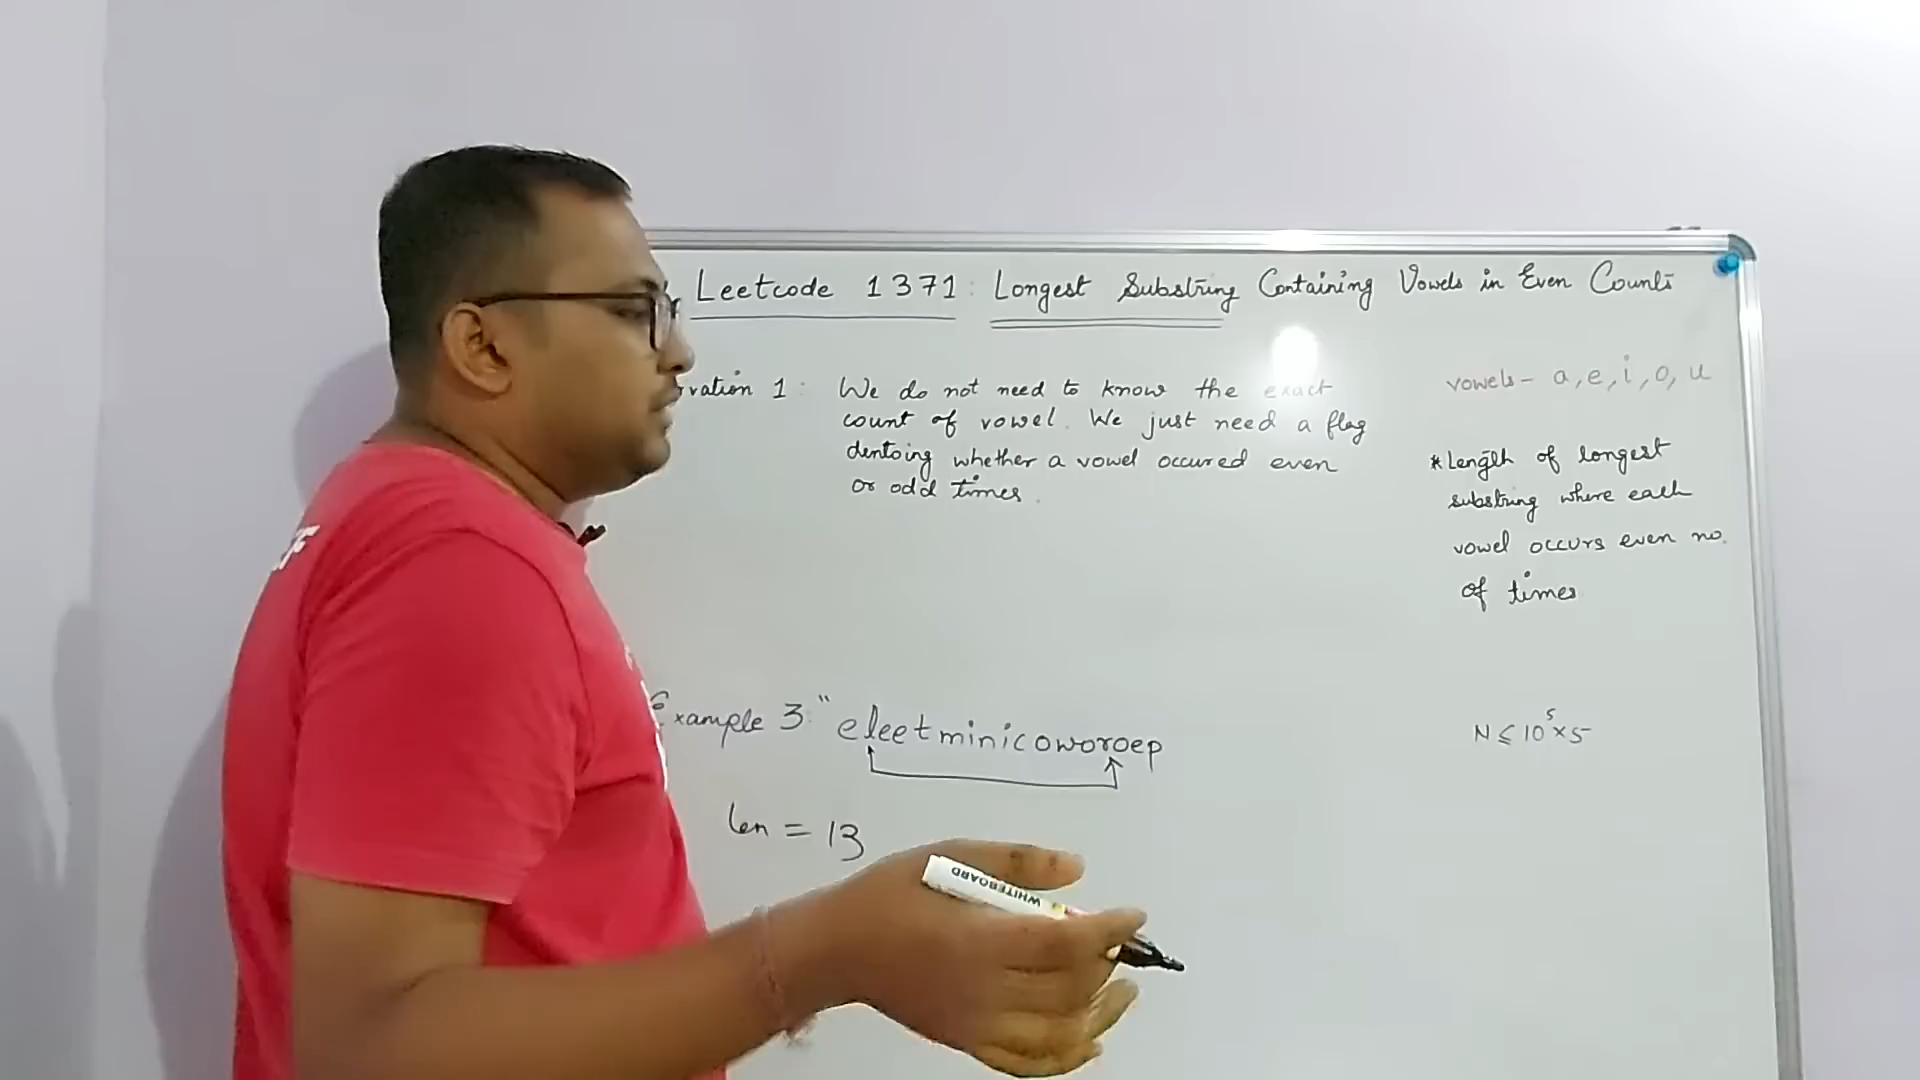 Leetcode 1371: Longest Substring Containing Vowels in Even Counts
vation 1: We do not need to know the exact
count of vowel. We just need a flag
dentoing whether a vowel occured even
or odd times.
vowels - a, e, i, o, u
*Length of longest
substring where each
vowel occurs even no.
of times
Example 3: "eleetminicoworoep
len = 13
N ≤ 10⁵ x 5
WHITEBOARD